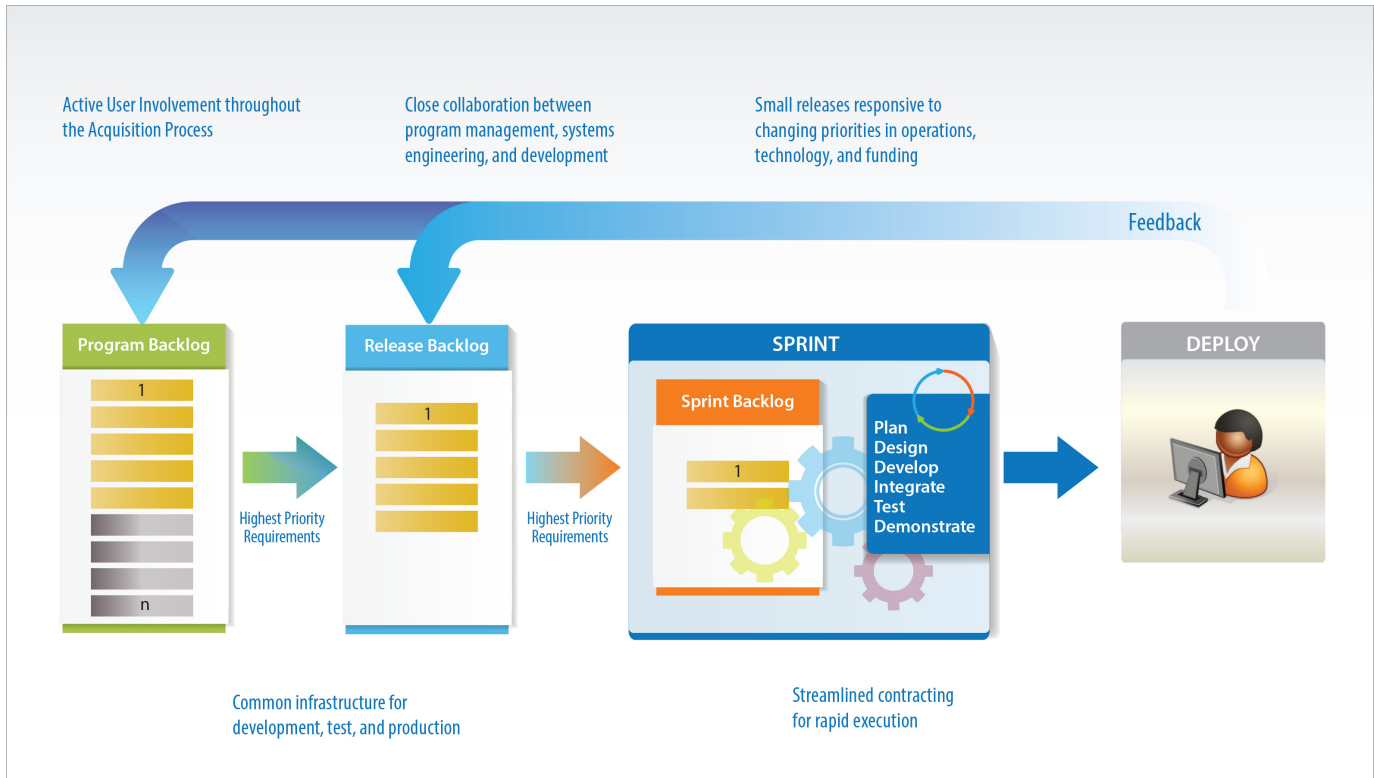 Active User Involvement throughout
the Acquisition Process
Close collaboration between
program management, systems
engineering, and development
Small releases responsive to
changing priorities in operations,
technology, and funding
Feedback
Program Backlog
1
n
Highest Priority
Requirements
Release Backlog
1
Highest Priority
Requirements
SPRINT
Sprint Backlog
1
Plan
Design
Develop
Integrate
Test
Demonstrate
DEPLOY
Common infrastructure for
development, test, and production
Streamlined contracting
for rapid execution